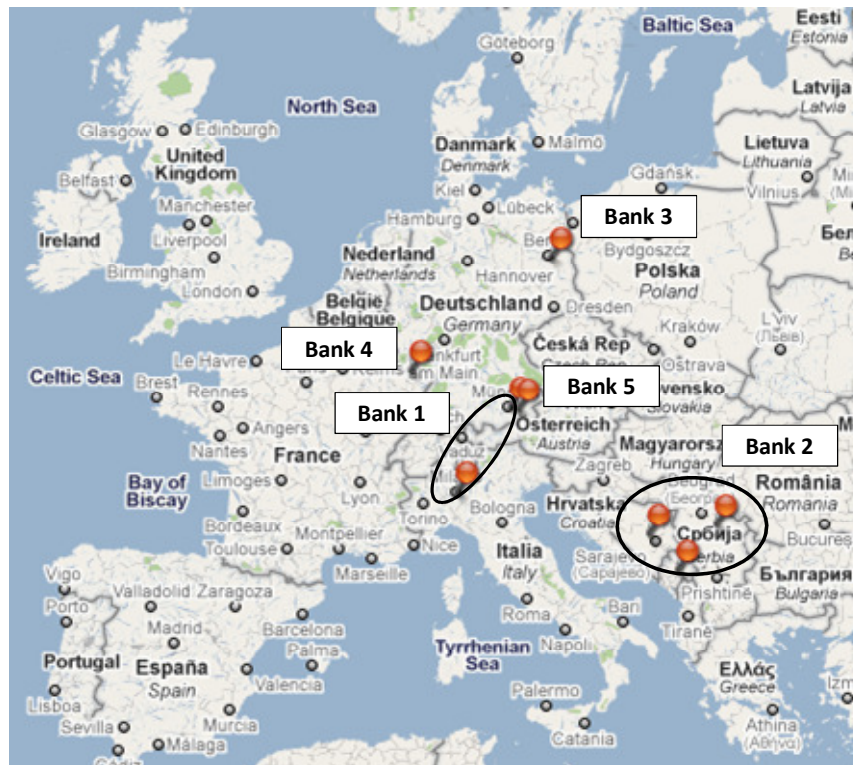 Baltic Sea
Eesti
Estonia
Göteborg
Latvija
Latvia
North Sea
Glasgow
Edinburgh
Danmark
Denmark
Malmö
Lietuva
Lithuania
Vilnius
United
Kingdom
Belfast
Kiel
Lübeck
Gdańsk
Manchester
Hamburg
Bank 3
Ireland
Liverpool
Nederland
Netherlands
Bydgoszcz
Birmingham
Hannover
Polska
Poland
London
België
Belgique
Deutschland
Germany
Dresden
Bank 4
Kraków
L'viv
(Львів)
Le Havre
Česká Rep
Ostrava
am Main
Celtic Sea
Brest
Rennes
Bank 1
Bank 5
Slovakia
Angers
Österreich
Austria
Nantes
France
Magyarorsz
Hungary
Bank 2
Bay of
Biscay
Limoges
Lyon
Zagreb
România
Romania
Torino
Bologna
Hrvatska
Croatia
Bordeaux
Србија
Serbia
Toulouse
Montpellier
Nice
Italia
Italy
Sarajevo
(Сарајево)
Marseille
България
Bulgaria
Vigo
Valladolid
Zaragoza
Prishtinë
Porto
Barcelona
Roma
Bari
Tiranë
Madrid
Palma
Napoli
Portugal
España
Spain
Tyrrhenian
Sea
Ελλάς
Greece
Valencia
Lisboa
Palermo
Murcia
Athina
(Αθήνα)
Sevilla
Málaga
Catania